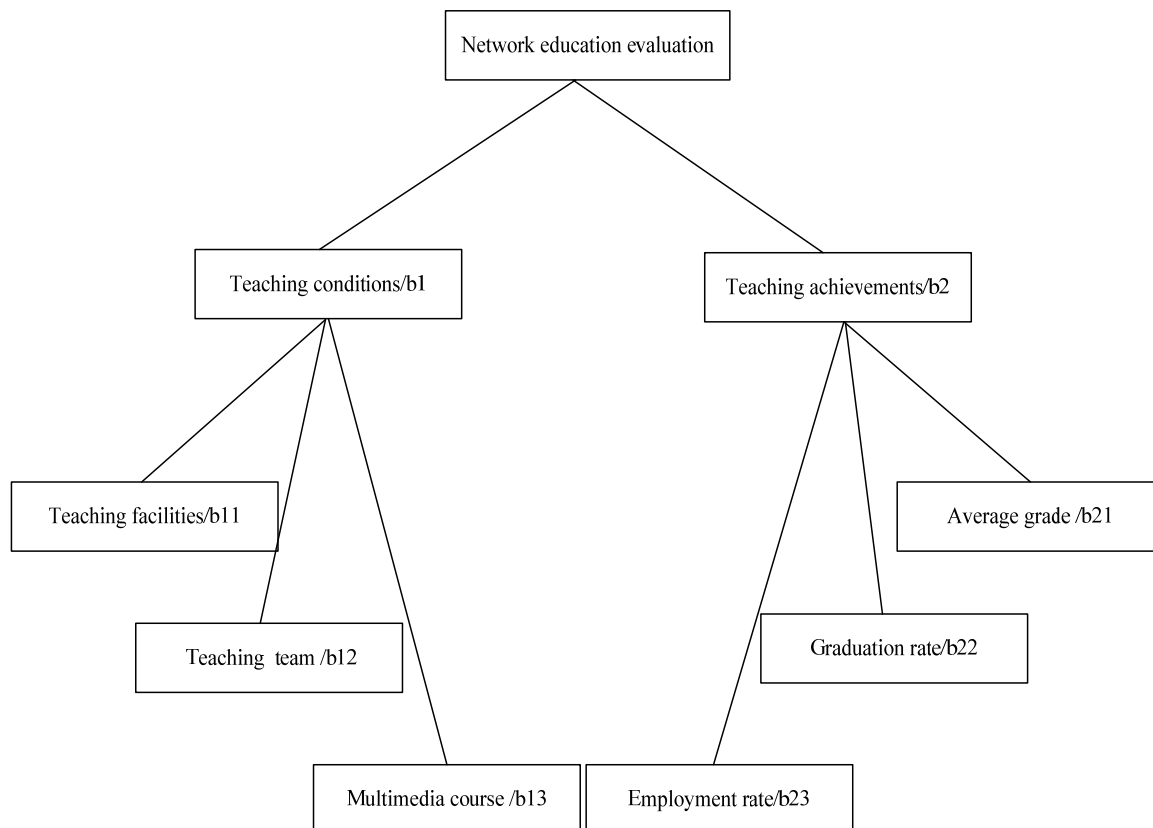 Network education evaluation
Teaching conditions/b1
Teaching achievements/b2
Teaching facilities/b11
Average grade /b21
Teaching team /b12
Graduation rate/b22
Multimedia course /b13
Employment rate/b23